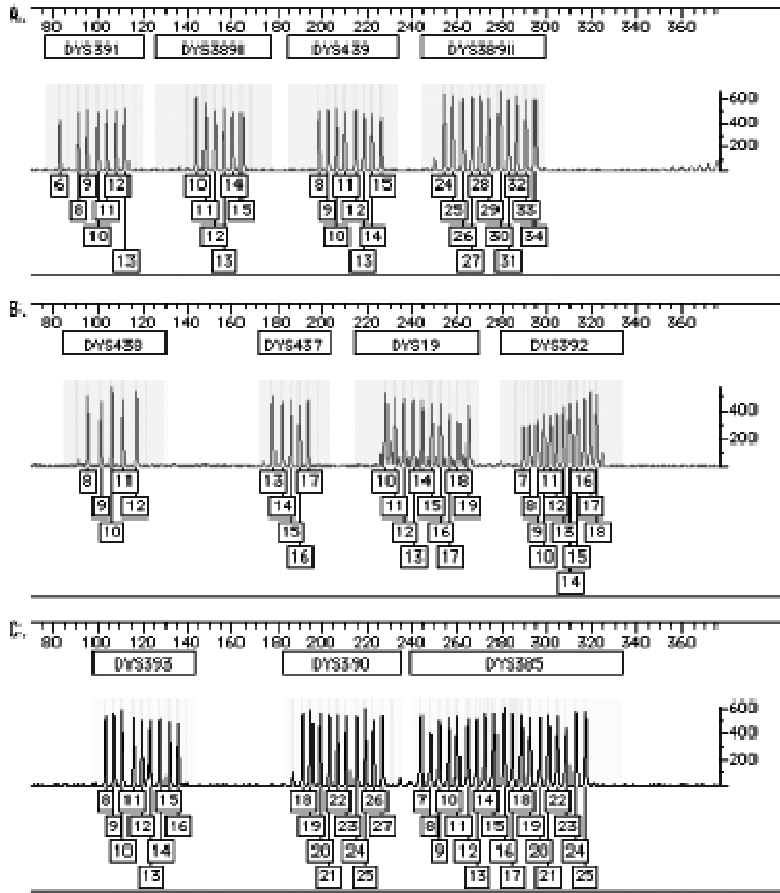 A.
80 100 120 140 160 180 200 220 240 260 280 300 320 340 360
DYS391 DYS389I DYS439 DYS389II
600
400
200
6 9 12 10 14 8 11 15 24 28 32
8 11 11 15 9 12 25 29 33
10 12 10 14 26 30 34
13 13 13 27 31
B.
80 100 120 140 160 180 200 220 240 260 280 300 320 340 360
DYS438 DYS437 DYS19 DYS392
400
200
8 11 13 17 10 14 18 7 11 16
9 12 14 11 15 19 8 12 17
10 15 12 16 9 13 18
16 13 17 10 15
14
C.
80 100 120 140 160 180 200 220 240 260 280 300 320 340 360
DYS393 DYS390 DYS385
600
400
200
8 11 15 18 22 26 7 10 14 18 22
9 12 16 19 23 27 8 11 15 19 23
10 14 20 24 9 12 16 20 24
13 21 25 13 17 21 25